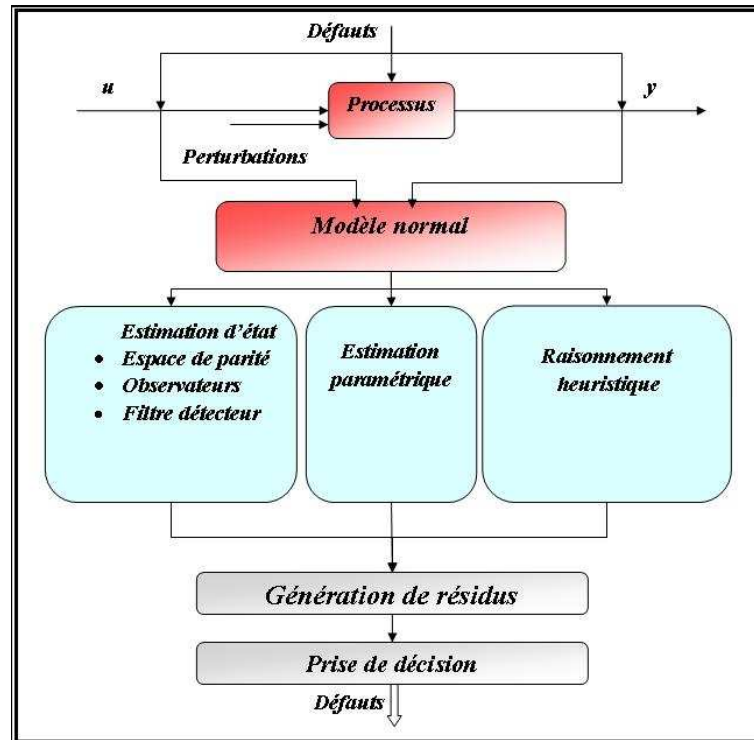 Défauts
u
Processus
y
Perturbations
Modèle normal
Estimation d'état
• Espace de parité
• Observateurs
• Filtre détecteur
Estimation
paramétrique
Raisonnement
heuristique
Génération de résidus
Prise de décision
Défauts